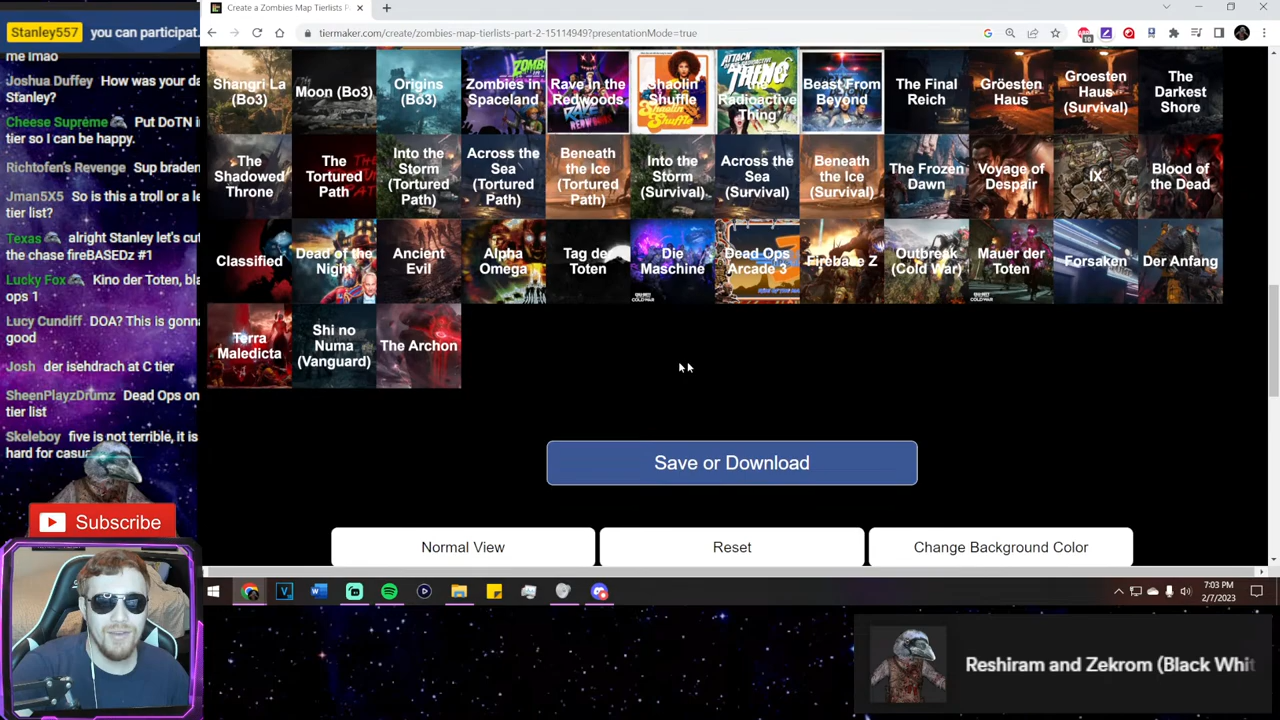 Stanley557 you can participat
me lmao
Joshua Duffey How was your da
Stanley?
Cheese Suprême Put DoTN in
tier so I can be happy.
Richtofen's Revenge Sup braden
Jman5X5 So is this a troll or a le
tier list?
Texas alright Stanley let's cut
the chase fireBASEDz #1
Lucky Fox Kino der Toten, bla
ops 1
Lucy Cundiff DOA? This is gonn
good
Josh der isehdrach at C tier
SheenPlayzDrumz Dead Ops on
tier list
Skeleboy five is not terrible, it is
hard for casua
Subscribe
Create a Zombies Map Tierlists P
tiermaker.com/create/zombies-map-tierlists-part-2-15114949?presentationMode=true
Shangri La (Bo3)
Moon (Bo3)
Origins (Bo3)
Zombies in Spaceland
Rave in the Redwoods
Shaolin Shuffle
Attack of the Radioactive Thing
Beast From Beyond
The Final Reich
Gröesten Haus
Groesten Haus (Survival)
The Darkest Shore
The Shadowed Throne
The Tortured Path
Into the Storm (Tortured Path)
Across the Sea (Tortured Path)
Beneath the Ice (Tortured Path)
Into the Storm (Survival)
Across the Sea (Survival)
Beneath the Ice (Survival)
The Frozen Dawn
Voyage of Despair
IX
Blood of the Dead
Classified
Dead of the Night
Ancient Evil
Alpha Omega
Tag der Toten
Die Maschine
Dead Ops Arcade 3
Firebase Z
Outbreak (Cold War)
Mauer der Toten
Forsaken
Der Anfang
Terra Maledicta
Shi no Numa (Vanguard)
The Archon
Save or Download
Normal View
Reset
Change Background Color
7:03 PM
2/7/2023
Reshiram and Zekrom (Black Whit